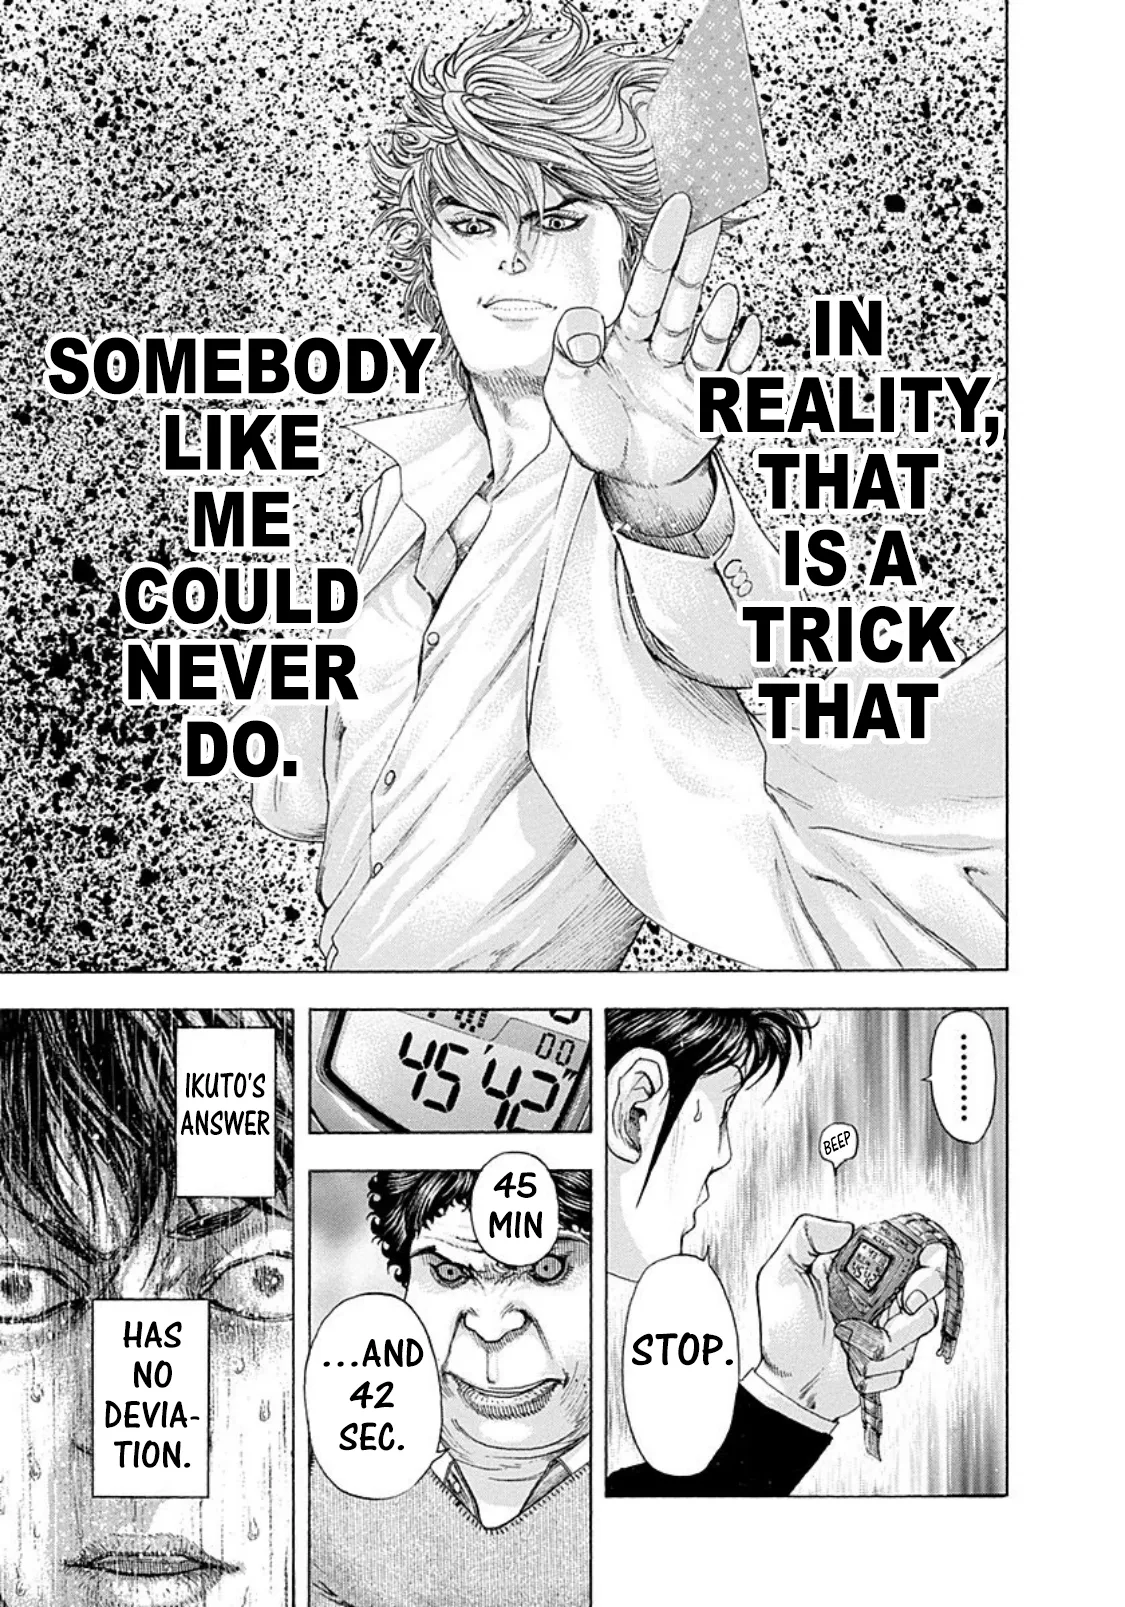 IN
REALITY,
THAT
IS A
TRICK
THAT
SOMEBODY
LIKE
ME
COULD
NEVER
DO.
..........
BEEP
STOP.
00
45'42"
45
MIN
...AND
42
SEC.
IKUTO'S
ANSWER
HAS
NO
DEVIA-
TION.